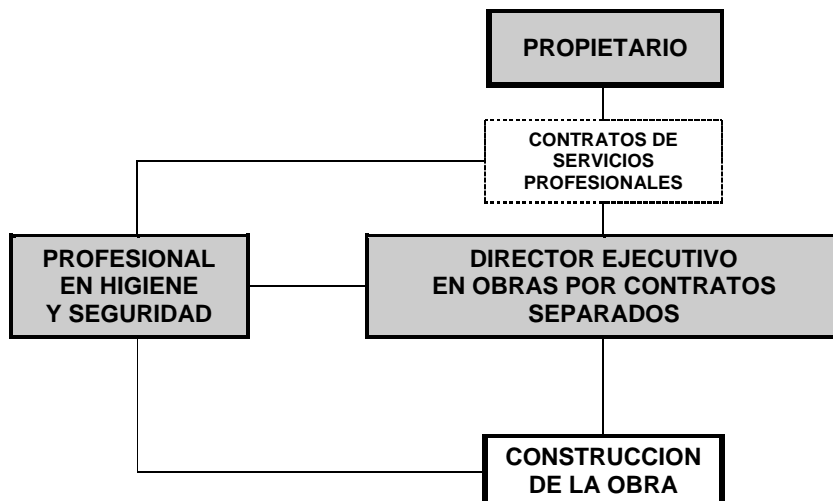 PROPIETARIO
CONTRATOS DE
SERVICIOS
PROFESIONALES
PROFESIONAL
EN HIGIENE
Y SEGURIDAD
DIRECTOR EJECUTIVO
EN OBRAS POR CONTRATOS
SEPARADOS
CONSTRUCCION
DE LA OBRA